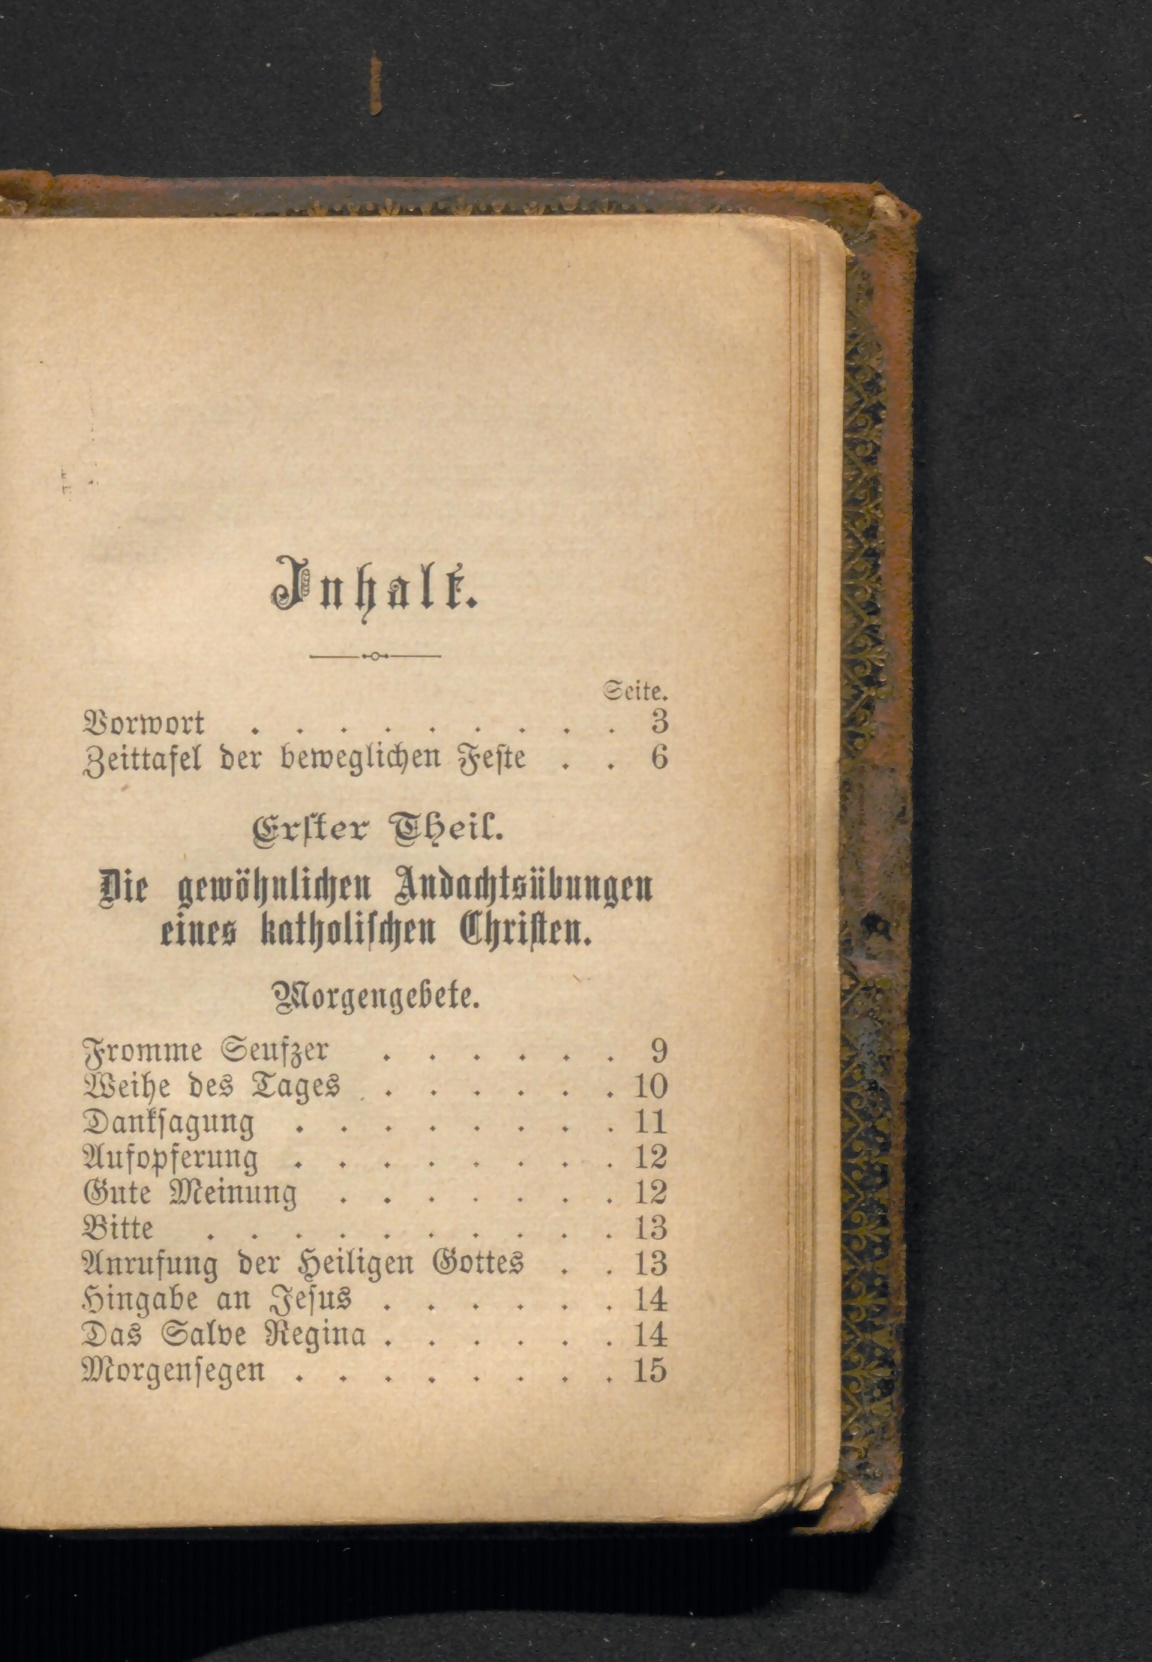 Inhalt.
Seite.
Vorwort . . . . . . . . . 3
Zeittafel der beweglichen Feſte . . 6
Erſter Theil.
Die gewöhnlichen Andachtsübungen
eines katholiſchen Chriſten.
Morgengebete.
Fromme Seufzer . . . . . . 9
Weihe des Tages . . . . . . 10
Dankſagung . . . . . . . . 11
Aufopferung . . . . . . . . 12
Gute Meinung . . . . . . . 12
Bitte . . . . . . . . . . 13
Anrufung der Heiligen Gottes . . 13
Hingabe an Jeſus . . . . . . 14
Das Salve Regina . . . . . . 14
Morgenſegen . . . . . . . . 15